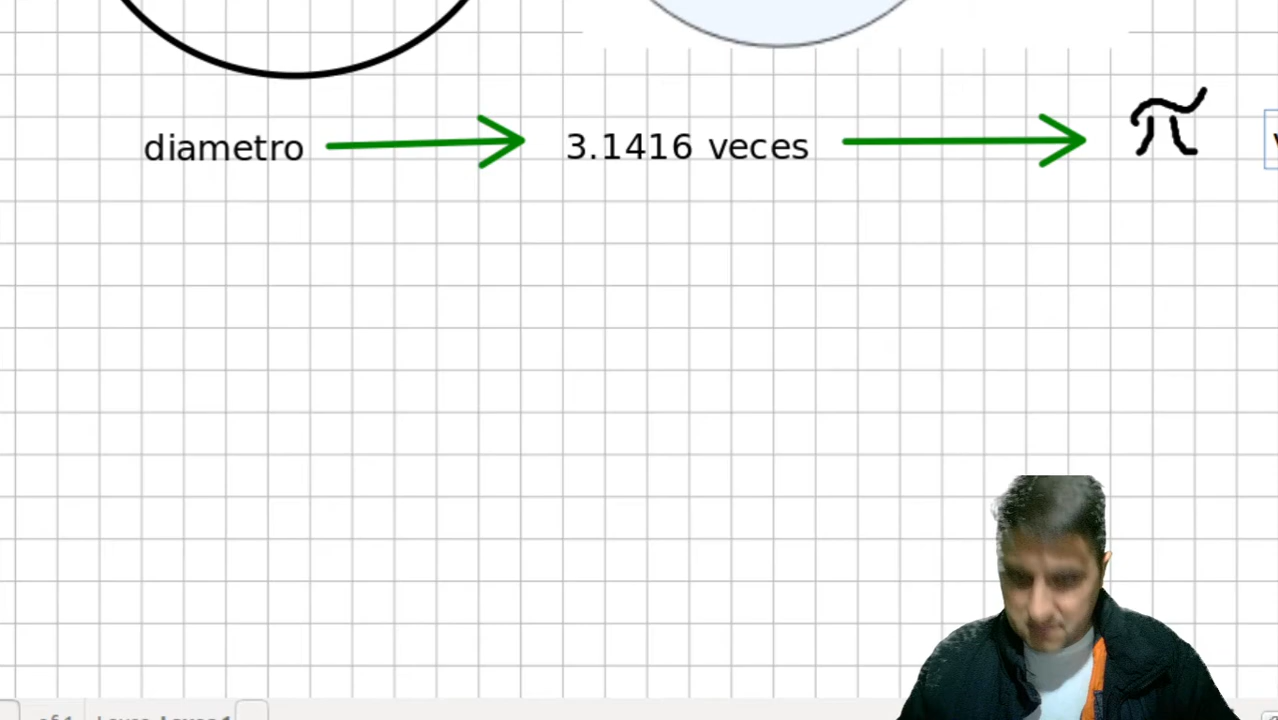 diametro 3.1416 veces π